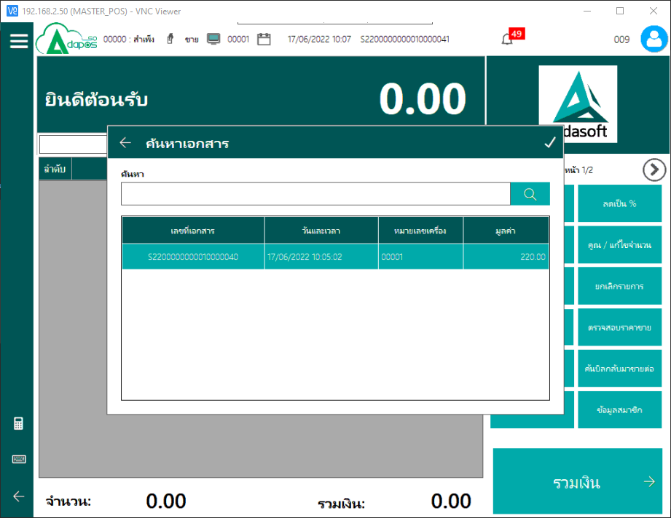 192.168.2.50 (MASTER_POS) - VNC Viewer
Adapos 5.0 00000 : สำเพ็ง ขาย 00001 17/06/2022 10:07 S2200000000010000041 49 009
ยินดีต้อนรับ 0.00
dasoft
ค้นหาเอกสาร
ลำดับ หน้า 1/2
ค้นหา
ลดเป็น %
เลขที่เอกสาร วันและเวลา หมายเลขเครื่อง มูลค่า
คูณ / แก้ไขจำนวน
S2200000000010000040 17/06/2022 10:05:02 00001 220.00
ยกเลิกรายการ
ตรวจสอบราคาขาย
คืนบิลกลับมาขายต่อ
ข้อมูลสมาชิก
รวมเงิน
จำนวน: 0.00 รวมเงิน: 0.00